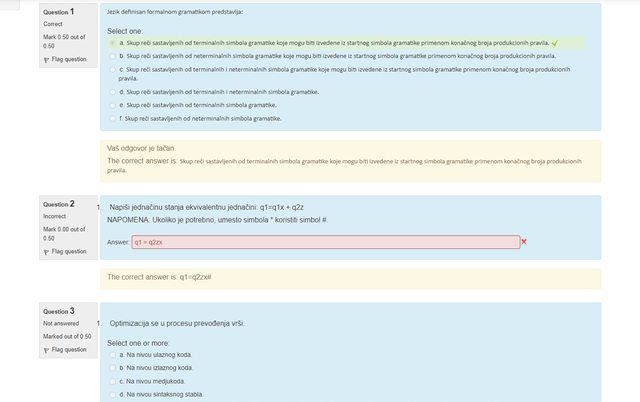 Question 1
Correct
Mark 0.50 out of
0.50
Flag question
Jezik definisan formalnom gramatikom predstavlja:
Select one:
a. Skup reči sastavljenih od terminalnih simbola gramatike koje mogu biti izvedene iz startnog simbola gramatike primenom konačnog broja produkcionih pravila.
b. Skup reči sastavljenih od neterminalnih simbola gramatike koje mogu biti izvedene iz startnog simbola gramatike primenom konačnog broja produkcionih pravila.
c. Skup reči sastavljenih od terminalnih i neterminalnih simbola gramatike koje mogu biti izvedene iz startnog simbola gramatike primenom konačnog broja produkcionih
pravila.
d. Skup reči sastavljenih od terminalnih i neterminalnih simbola gramatike.
e. Skup reči sastavljenih od terminalnih simbola gramatike.
f. Skup reči sastavljenih od neterminalnih simbola gramatike.
Vaš odgovor je tačan.
The correct answer is: Skup reči sastavljenih od terminalnih simbola gramatike koje mogu biti izvedene iz startnog simbola gramatike primenom konačnog broja produkcionih
pravila.
Question 2
Incorrect
Mark 0.00 out of
0.50
Flag question
1. Napiši jednačinu stanja ekvivalentnu jednačini: q1=q1x + q2z
NAPOMENA: Ukoliko je potrebno, umesto simbola * koristiti simbol #.
Answer: q1 = q2zx
The correct answer is: q1=q2zx#
Question 3
Not answered
Marked out of 0.50
Flag question
1. Optimizacija se u procesu prevođenja vrši:
Select one or more:
a. Na nivou ulaznog koda.
b. Na nivou izlaznog koda.
c. Na nivou medjukoda.
d. Na nivou sintaksnog stabla.